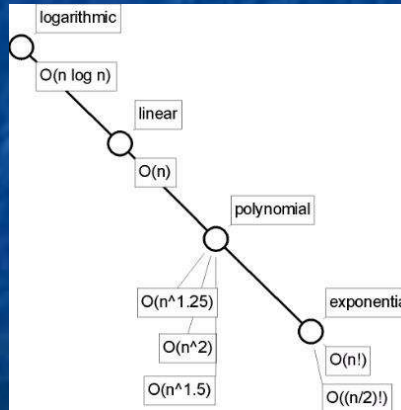 logarithmic
O(n log n)
linear
O(n)
polynomial
O(n^1.25)
O(n^2)
O(n^1.5)
exponentia
O(n!)
O((n/2)!)